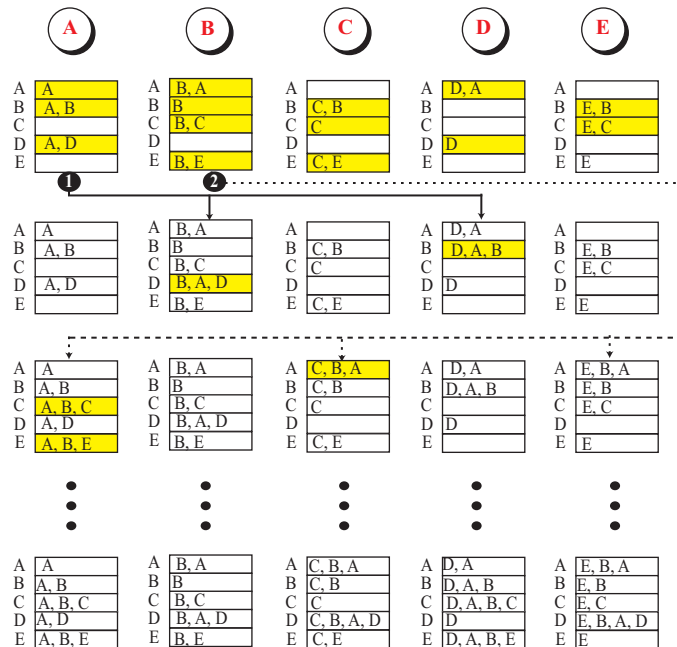 A B C D E
A A A B, A A A D, A A
B A, B B B B C, B B B E, B
C C B, C C C C C E, C
D A, D D D D D D
E E B, E E C, E E E E
1 2
A A A B, A A A D, A A
B A, B B B B C, B B D, A, B B E, B
C C B, C C C C C E, C
D A, D D B, A, D D D D D
E E B, E E C, E E E E
A A A B, A A C, B, A A D, A A E, B, A
B A, B B B B C, B B D, A, B B E, B
C A, B, C C B, C C C C C E, C
D A, D D B, A, D D D D D
E A, B, E E B, E E C, E E E E
A A A B, A A C, B, A A D, A A E, B, A
B A, B B B B C, B B D, A, B B E, B
C A, B, C C B, C C C C D, A, B, C C E, C
D A, D D B, A, D D C, B, A, D D D D E, B, A, D
E A, B, E E B, E E C, E E D, A, B, E E E